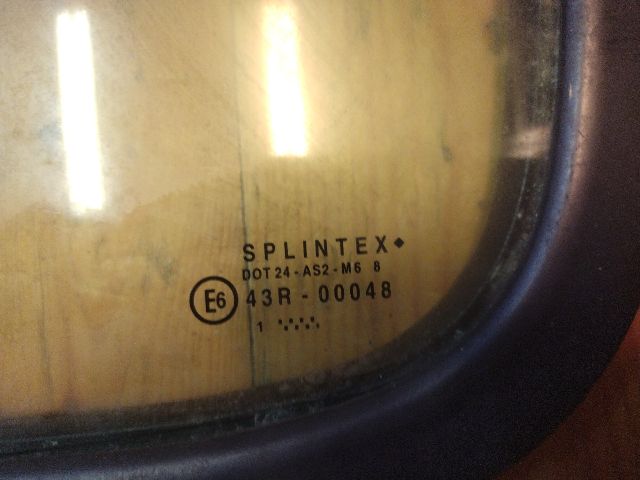 SPLINTEX
DOT 24 - AS2 - M6 8
E6 43R - 00048
1